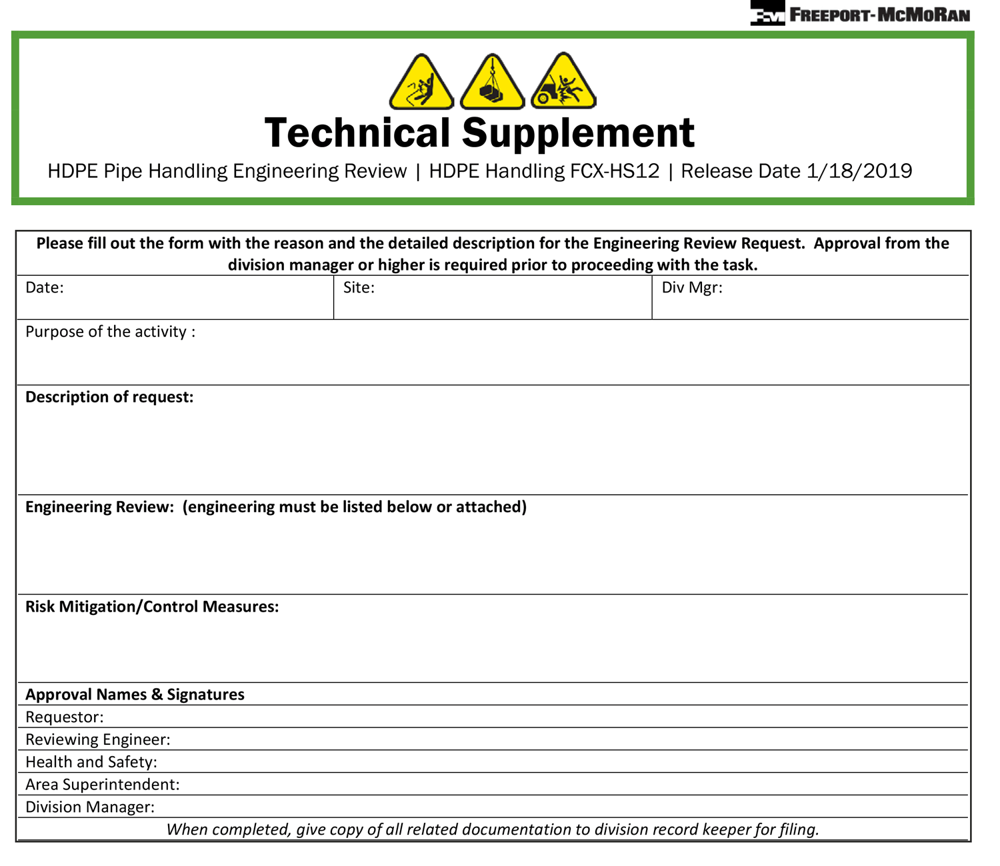 FREEPORT-McMoRAN
Technical Supplement
HDPE Pipe Handling Engineering Review | HDPE Handling FCX-HS12 | Release Date 1/18/2019
Please fill out the form with the reason and the detailed description for the Engineering Review Request.  Approval from the
division manager or higher is required prior to proceeding with the task.
Date:
Site:
Div Mgr:
Purpose of the activity :
Description of request:
Engineering Review:  (engineering must be listed below or attached)
Risk Mitigation/Control Measures:
Approval Names & Signatures
Requestor:
Reviewing Engineer:
Health and Safety:
Area Superintendent:
Division Manager:
When completed, give copy of all related documentation to division record keeper for filing.